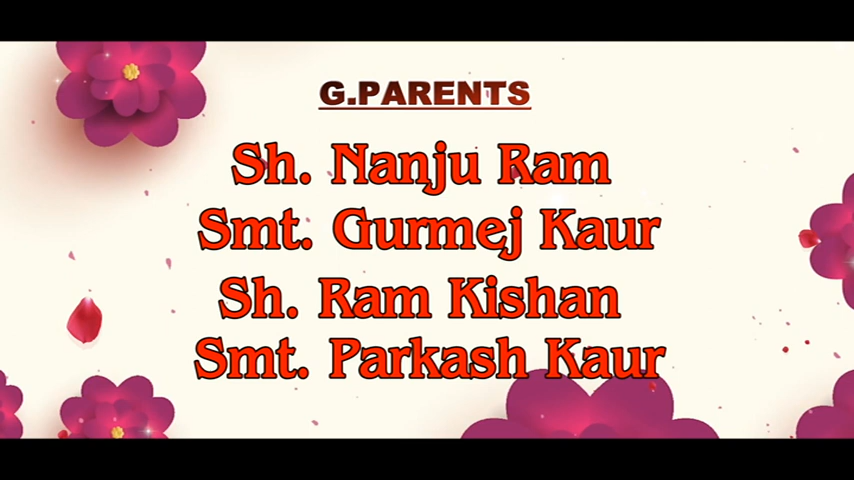 G.PARENTS
Sh. Nanju Ram
Smt. Gurmej Kaur
Sh. Ram Kishan
Smt. Parkash Kaur